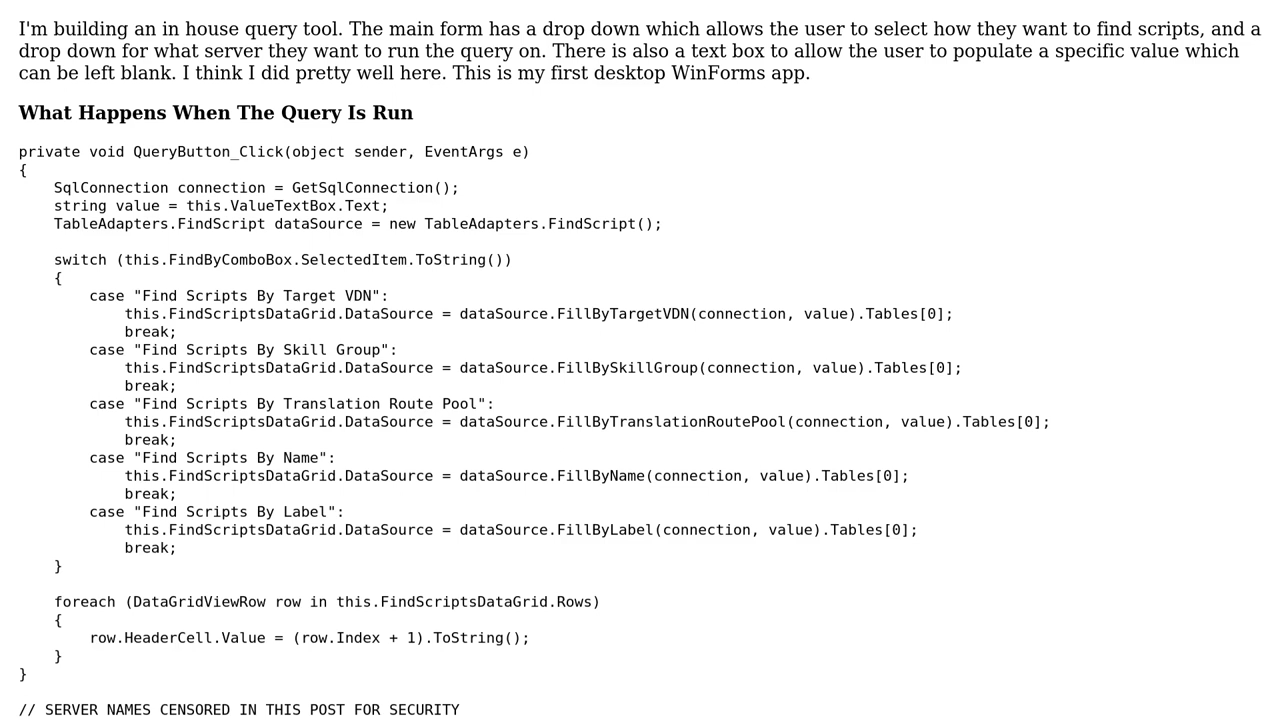 I'm building an in house query tool. The main form has a drop down which allows the user to select how they want to find scripts, and a
drop down for what server they want to run the query on. There is also a text box to allow the user to populate a specific value which
can be left blank. I think I did pretty well here. This is my first desktop WinForms app.
What Happens When The Query Is Run
private void QueryButton_Click(object sender, EventArgs e)
{
    SqlConnection connection = GetSqlConnection();
    string value = this.ValueTextBox.Text;
    TableAdapters.FindScript dataSource = new TableAdapters.FindScript();

    switch (this.FindByComboBox.SelectedItem.ToString())
    {
        case "Find Scripts By Target VDN":
            this.FindScriptsDataGrid.DataSource = dataSource.FillByTargetVDN(connection, value).Tables[0];
            break;
        case "Find Scripts By Skill Group":
            this.FindScriptsDataGrid.DataSource = dataSource.FillBySkillGroup(connection, value).Tables[0];
            break;
        case "Find Scripts By Translation Route Pool":
            this.FindScriptsDataGrid.DataSource = dataSource.FillByTranslationRoutePool(connection, value).Tables[0];
            break;
        case "Find Scripts By Name":
            this.FindScriptsDataGrid.DataSource = dataSource.FillByName(connection, value).Tables[0];
            break;
        case "Find Scripts By Label":
            this.FindScriptsDataGrid.DataSource = dataSource.FillByLabel(connection, value).Tables[0];
            break;
    }

    foreach (DataGridViewRow row in this.FindScriptsDataGrid.Rows)
    {
        row.HeaderCell.Value = (row.Index + 1).ToString();
    }
}

// SERVER NAMES CENSORED IN THIS POST FOR SECURITY